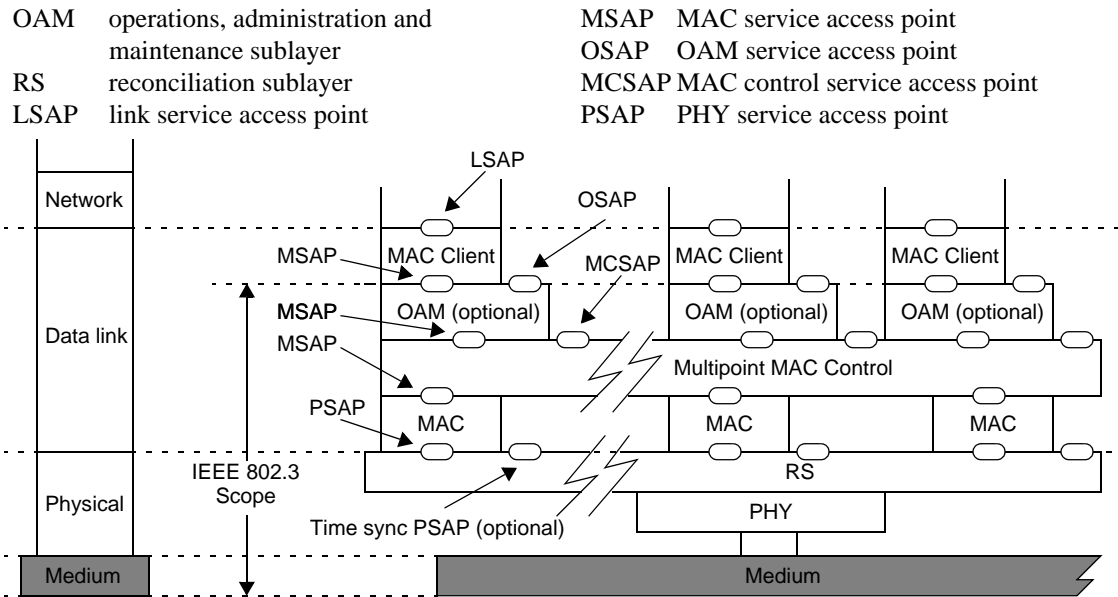 OAM operations, administration and
maintenance sublayer
RS reconciliation sublayer
LSAP link service access point
MSAP MAC service access point
OSAP OAM service access point
MCSAP MAC control service access point
PSAP PHY service access point
LSAP
Network
OSAP
MSAP
MAC Client
MAC Client
MAC Client
MCSAP
MSAP
OAM (optional)
OAM (optional)
OAM (optional)
Data link
MSAP
Multipoint MAC Control
PSAP
MAC
MAC
MAC
IEEE 802.3
Scope
RS
Physical
Time sync PSAP (optional)
PHY
Medium
Medium